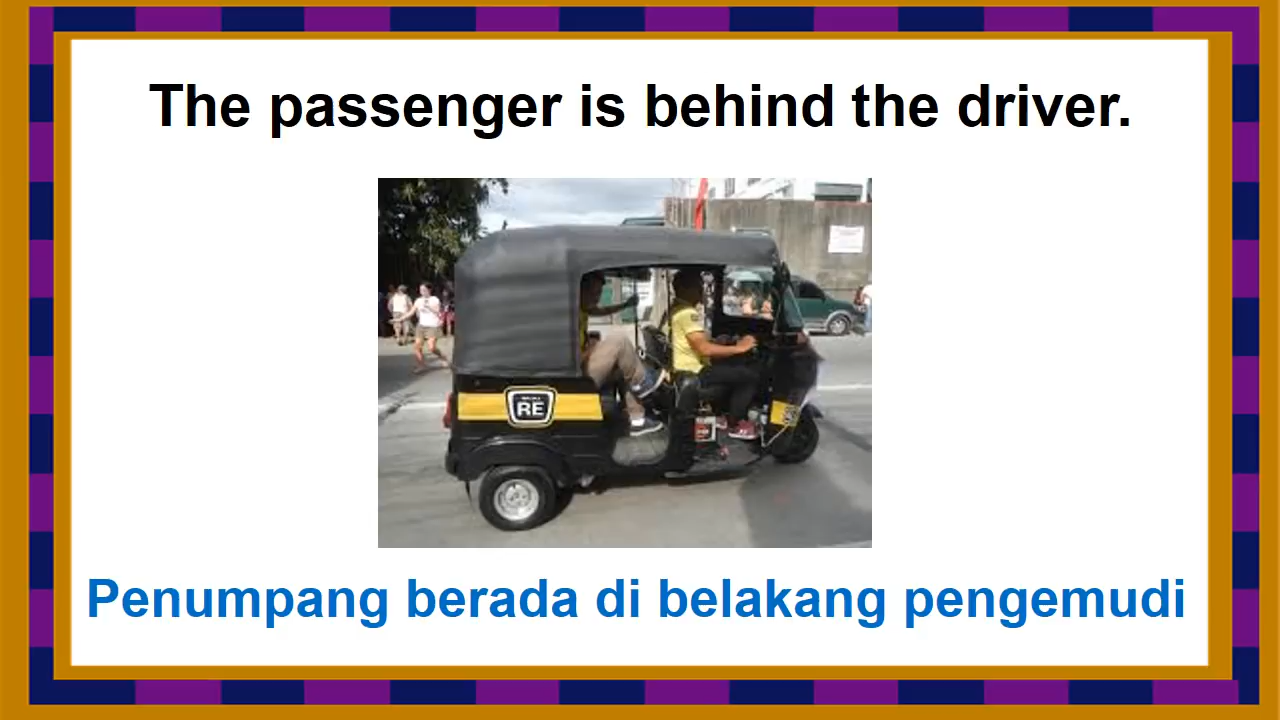 The passenger is behind the driver.
RE
Penumpang berada di belakang pengemudi